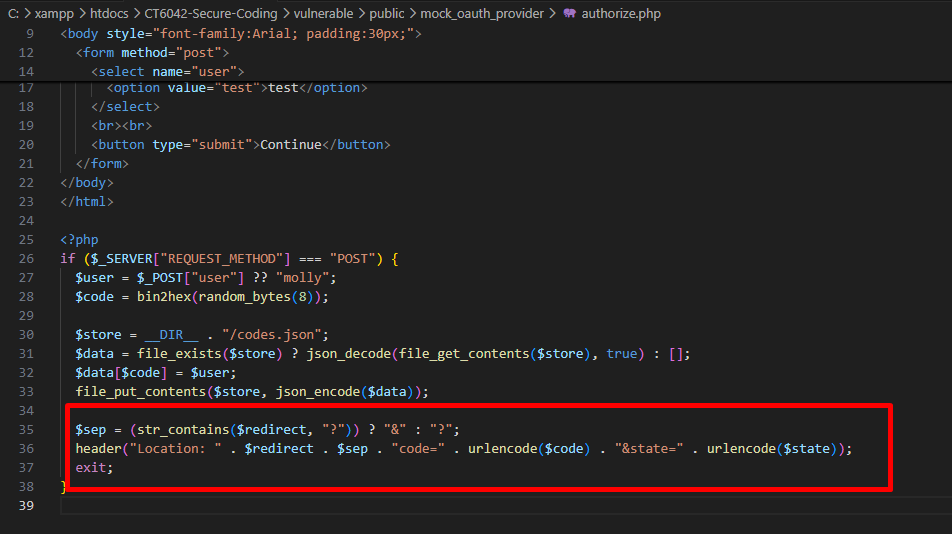 C: > xampp > htdocs > CT6042-Secure-Coding > vulnerable > public > mock_oauth_provider > authorize.php
9 <body style="font-family:Arial; padding:30px;">
12 <form method="post">
14 <select name="user">
17 <option value="test">test</option>
18 </select>
19 <br><br>
20 <button type="submit">Continue</button>
21 </form>
22 </body>
23 </html>
24
25 <?php
26 if ($_SERVER["REQUEST_METHOD"] === "POST") {
27 $user = $_POST["user"] ?? "molly";
28 $code = bin2hex(random_bytes(8));
29
30 $store = __DIR__ . "/codes.json";
31 $data = file_exists($store) ? json_decode(file_get_contents($store), true) : [];
32 $data[$code] = $user;
33 file_put_contents($store, json_encode($data));
34
35 $sep = (str_contains($redirect, "?")) ? "&" : "?";
36 header("Location: " . $redirect . $sep . "code=" . urlencode($code) . "&state=" . urlencode($state));
37 exit;
38 }
39